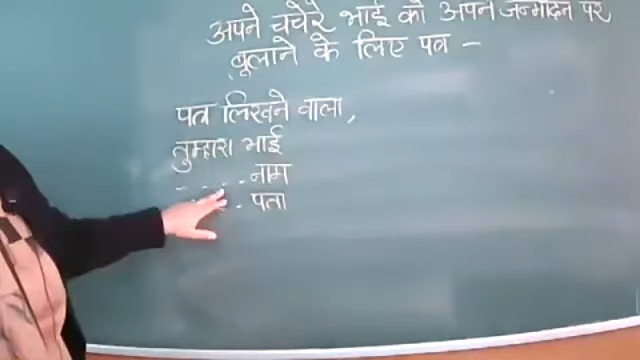 अपने चचेरे भाई को अपने जन्मदिन पर
बूलाने के लिए पत्र -
पत्र लिखने वाला,
तुम्हारा भाई
- - - - नाम
- - - - पता